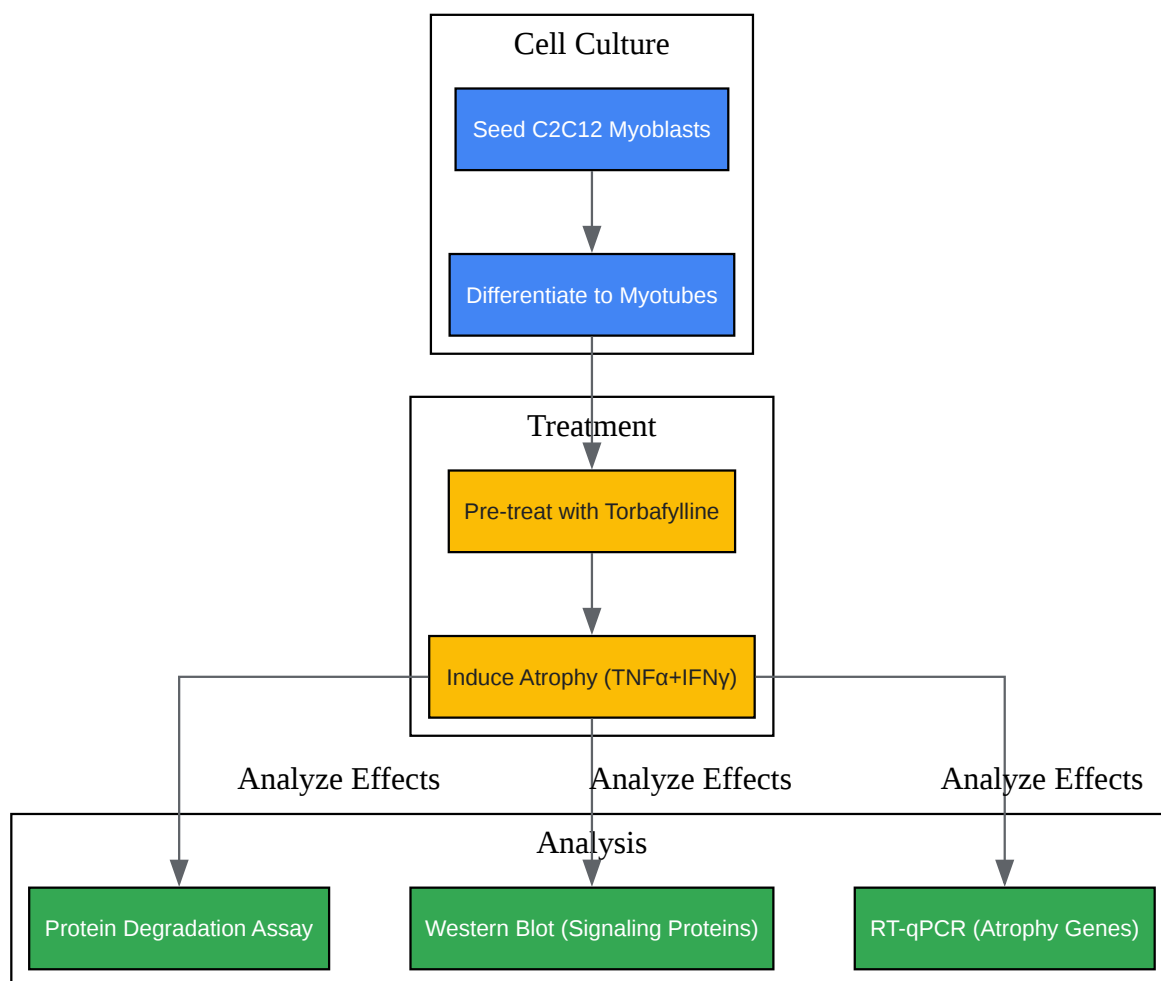 Cell Culture
Seed C2C12 Myoblasts
Differentiate to Myotubes
Treatment
Pre-treat with Torbafylline
Induce Atrophy (TNFα+IFNγ)
Analyze Effects
Analyze Effects
Analyze Effects
Analysis
Protein Degradation Assay
Western Blot (Signaling Proteins)
RT-qPCR (Atrophy Genes)